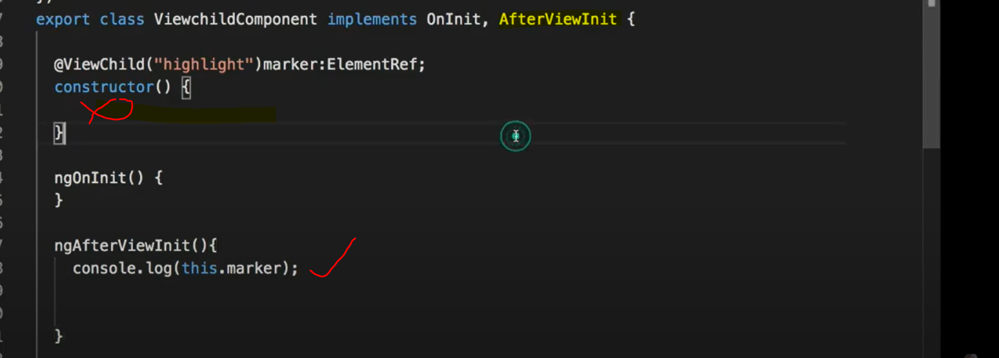 export class ViewchildComponent implements OnInit, AfterViewInit {
@ViewChild("highlight")marker:ElementRef;
constructor() {
}
ngOnInit() {
}
ngAfterViewInit(){
console.log(this.marker);
}